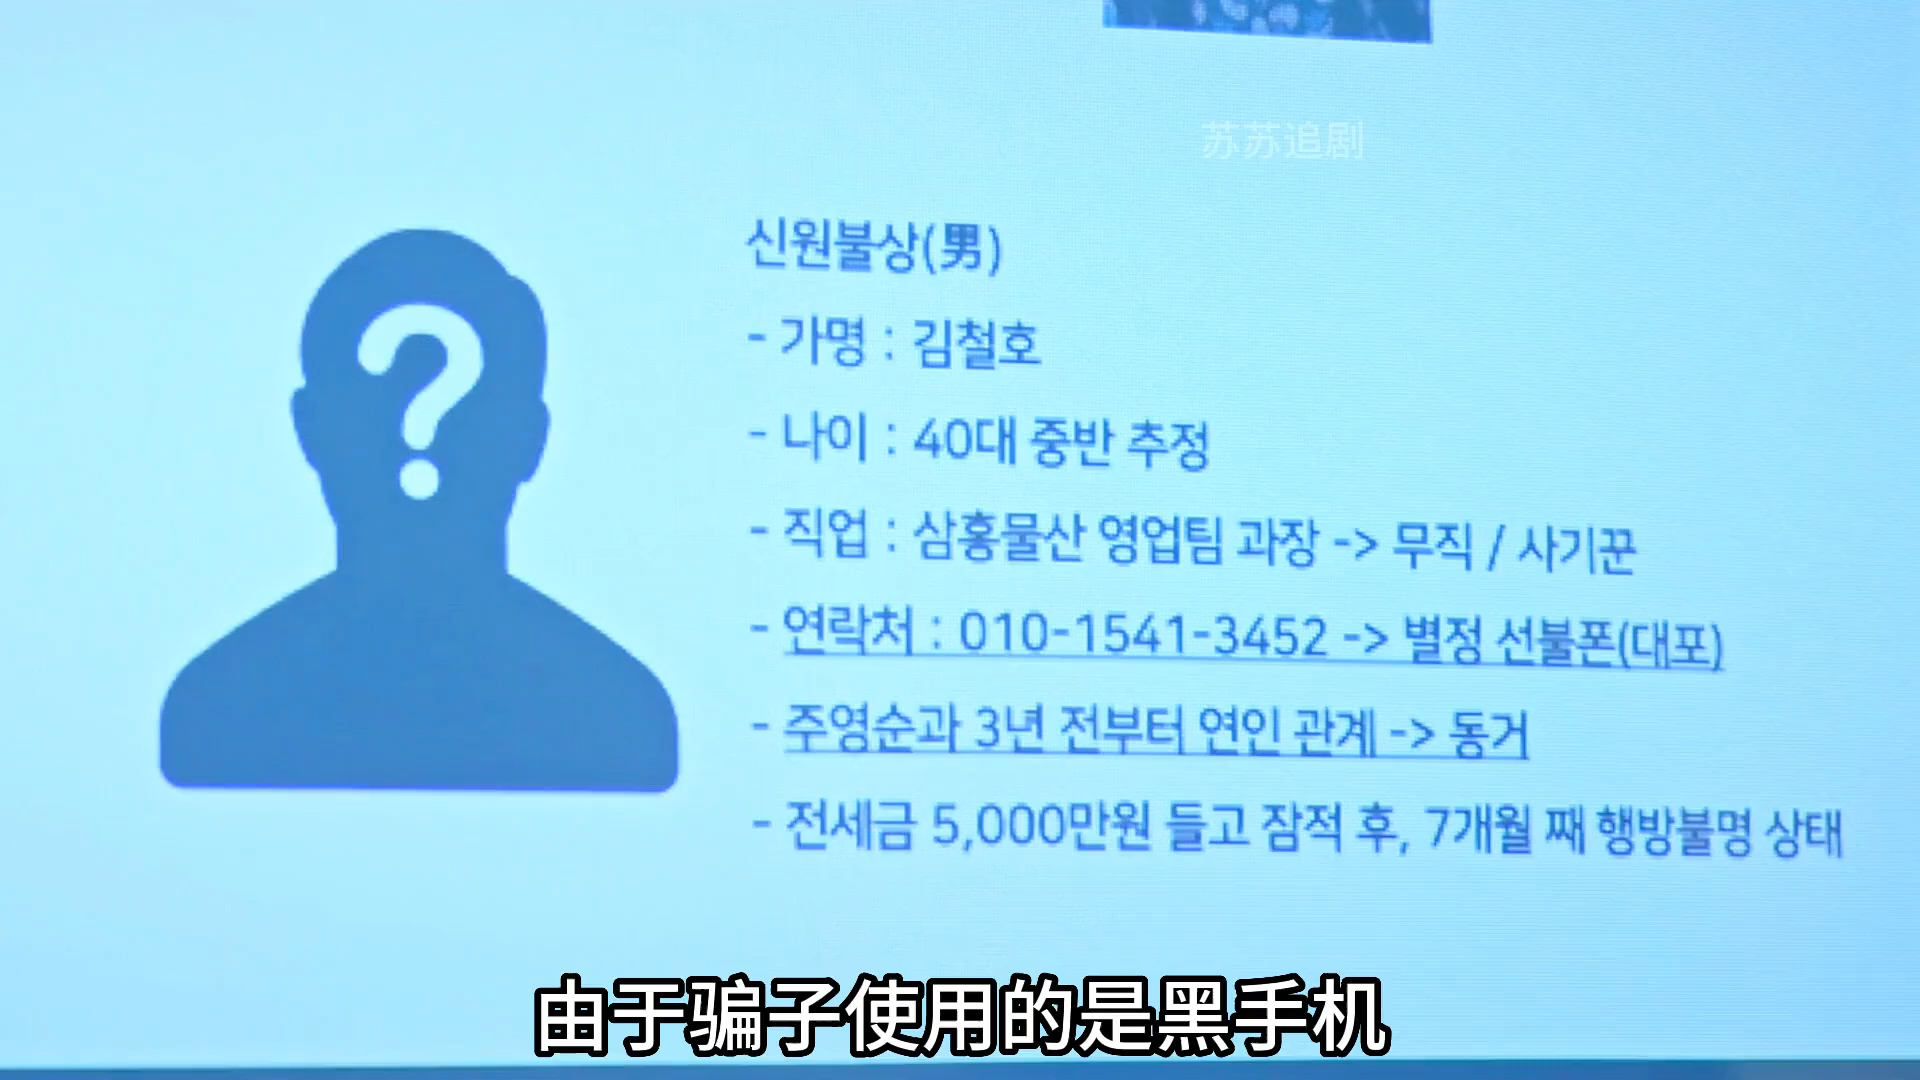 苏苏追剧
신원불상(男)
- 가명 : 김철호
- 나이 : 40대 중반 추정
- 직업 : 삼홍물산 영업팀 과장 -> 무직 / 사기꾼
- 연락처 : 010-1541-3452 -> 별정 선불폰(대포)
- 주영순과 3년 전부터 연인 관계 -> 동거
- 전세금 5,000만원 들고 잠적 후, 7개월 째 행방불명 상태
由于骗子使用的是黑手机